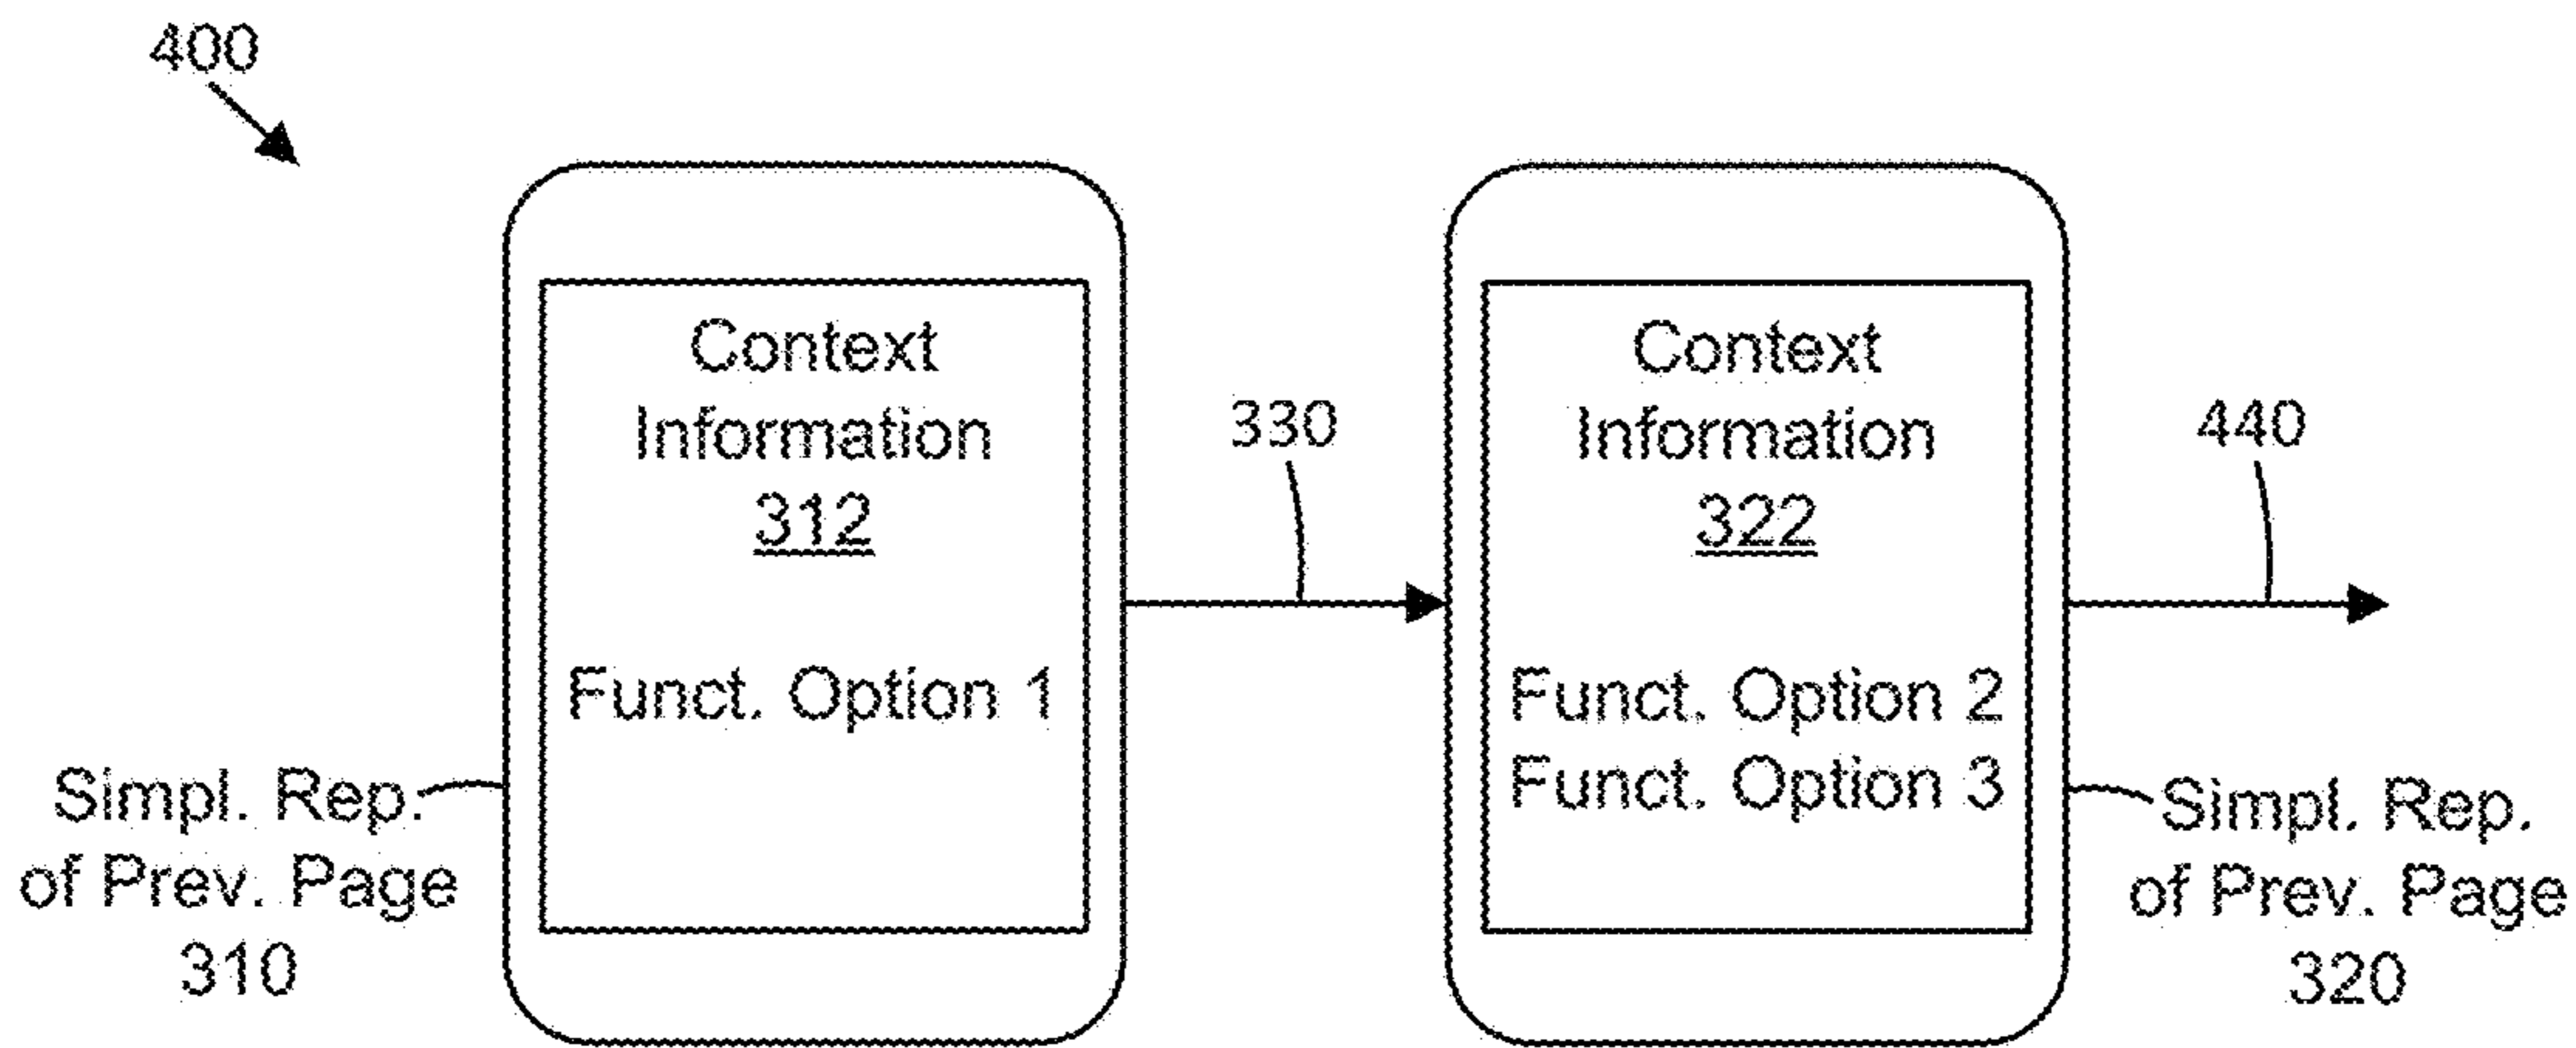 400
Context
Information
312
Funct. Option 1
Simpl. Rep.
of Prev. Page
310
330
Context
Information
322
Funct. Option 2
Funct. Option 3
440
Simpl. Rep.
of Prev. Page
320